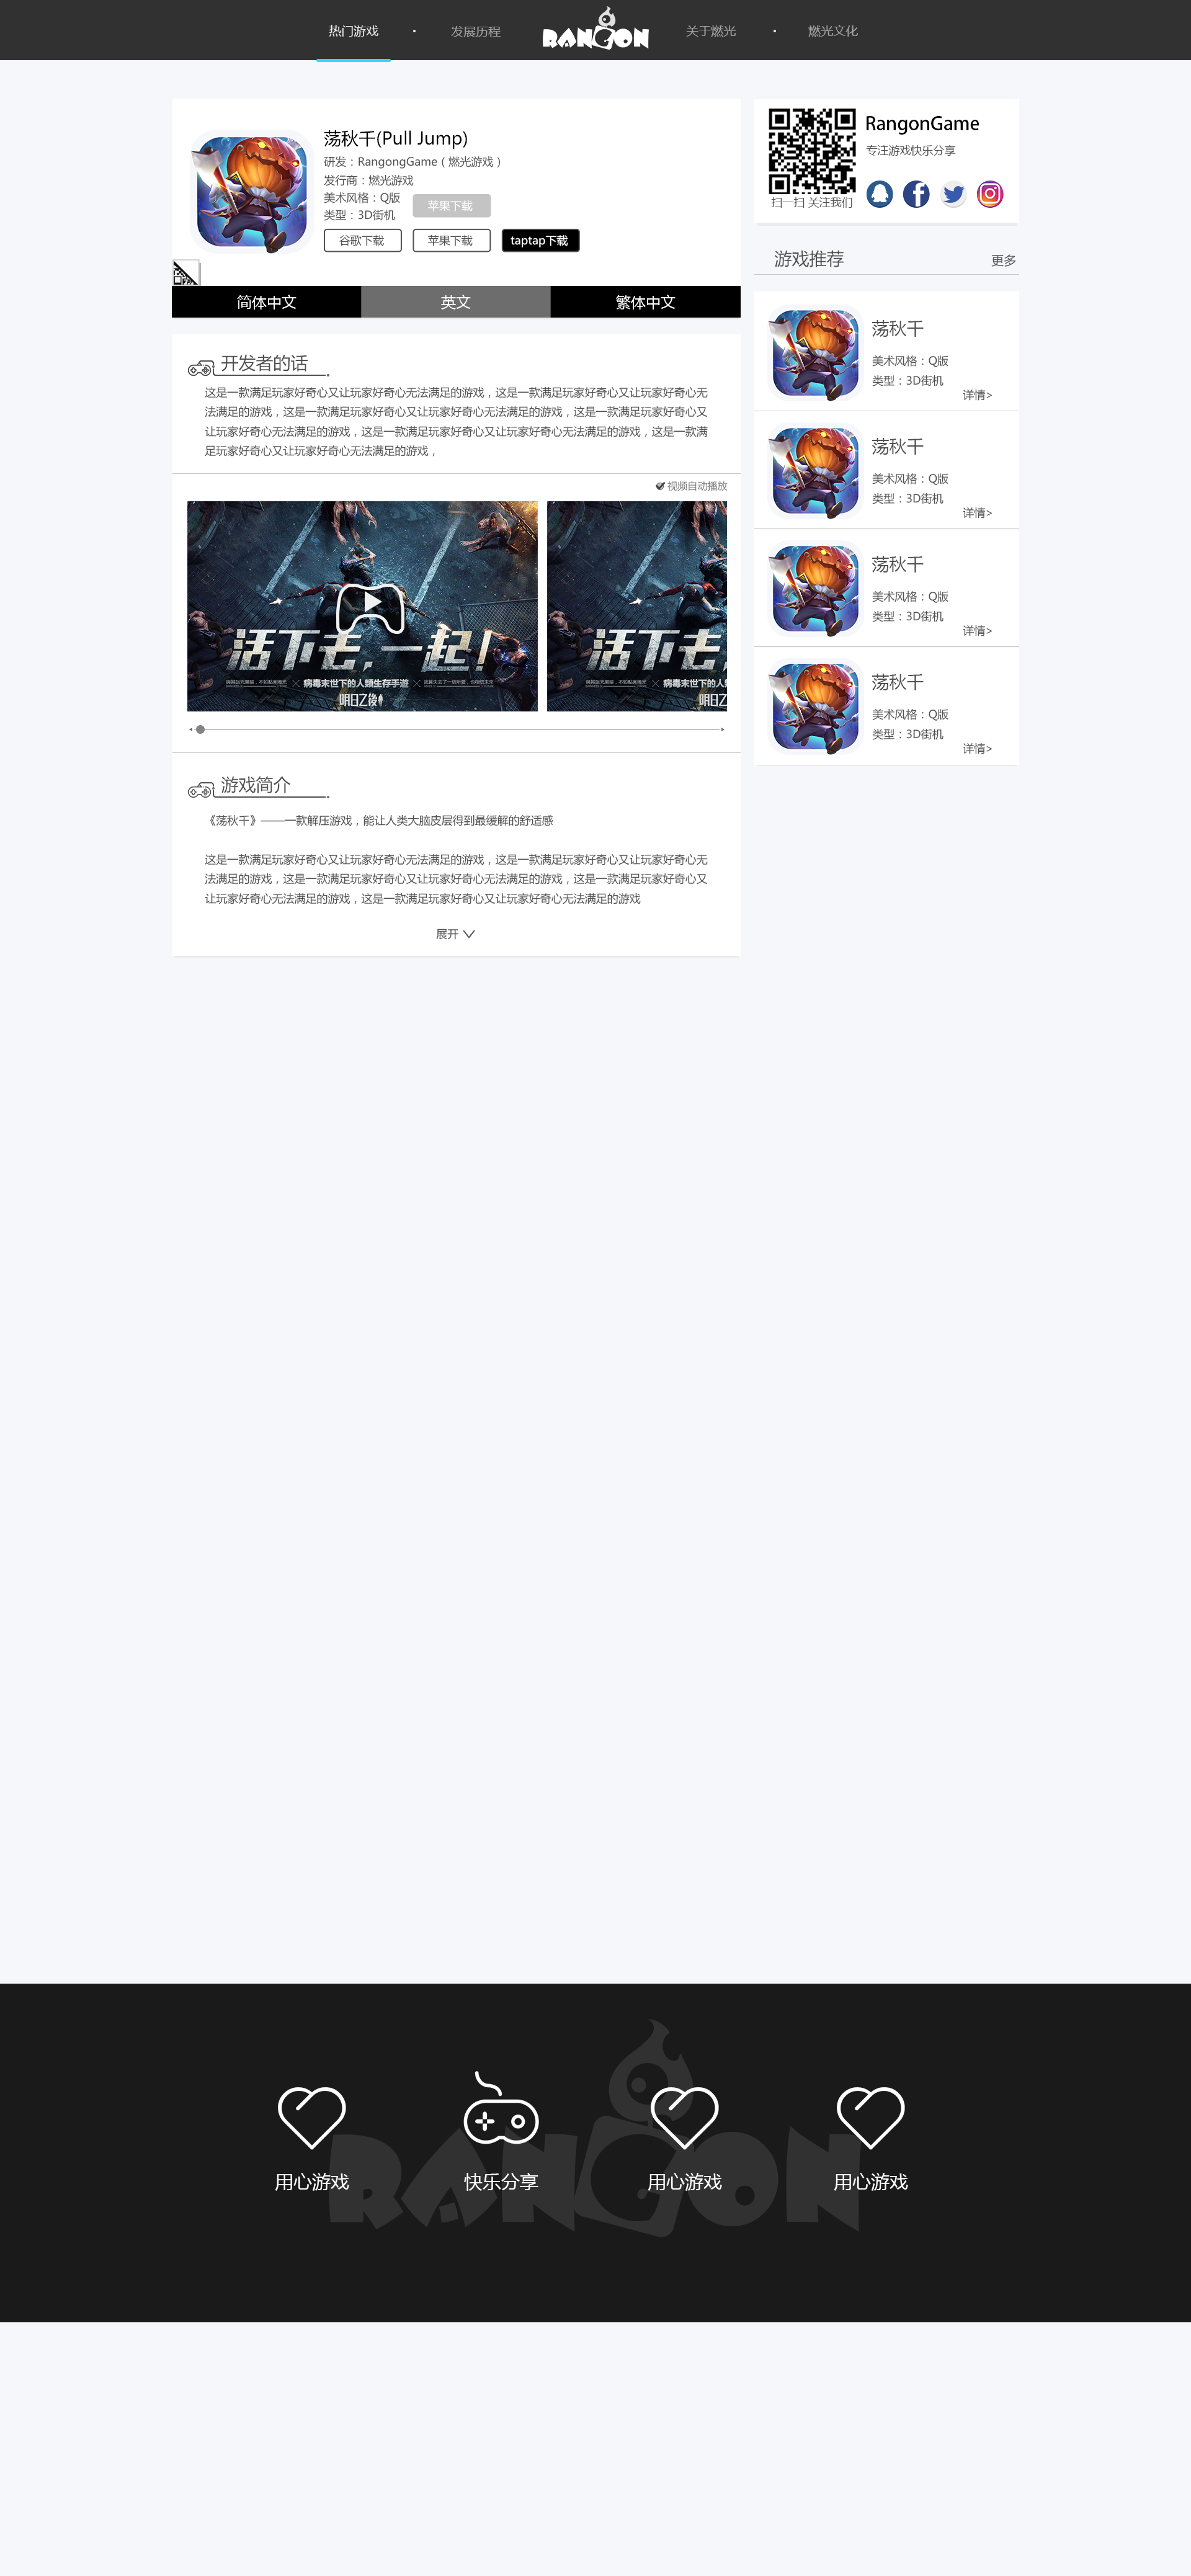 热门游戏
发展历程
RANGON
关于燃光
燃光文化
荡秋千(Pull Jump)
研发：RangongGame（燃光游戏）
发行商：燃光游戏
美术风格：Q版
类型：3D街机
苹果下载
谷歌下载
苹果下载
taptap下载
简体中文
英文
繁体中文
RangonGame
专注游戏快乐分享
扫一扫 关注我们
游戏推荐
更多
荡秋千
美术风格：Q版
类型：3D街机
详情>
荡秋千
美术风格：Q版
类型：3D街机
详情>
荡秋千
美术风格：Q版
类型：3D街机
详情>
荡秋千
美术风格：Q版
类型：3D街机
详情>
开发者的话
这是一款满足玩家好奇心又让玩家好奇心无法满足的游戏，这是一款满足玩家好奇心又让玩家好奇心无
法满足的游戏，这是一款满足玩家好奇心又让玩家好奇心无法满足的游戏，这是一款满足玩家好奇心又
让玩家好奇心无法满足的游戏，这是一款满足玩家好奇心又让玩家好奇心无法满足的游戏，这是一款满
足玩家好奇心又让玩家好奇心无法满足的游戏，
视频自动播放
活下去,一起!
病毒末世下的人類生存手遊
明日之後
活下去,一起
病毒末世下的人
明日之
游戏简介
《荡秋千》——一款解压游戏，能让人类大脑皮层得到最缓解的舒适感
这是一款满足玩家好奇心又让玩家好奇心无法满足的游戏，这是一款满足玩家好奇心又让玩家好奇心无
法满足的游戏，这是一款满足玩家好奇心又让玩家好奇心无法满足的游戏，这是一款满足玩家好奇心又
让玩家好奇心无法满足的游戏，这是一款满足玩家好奇心又让玩家好奇心无法满足的游戏
展开
RANGON
用心游戏
快乐分享
用心游戏
用心游戏